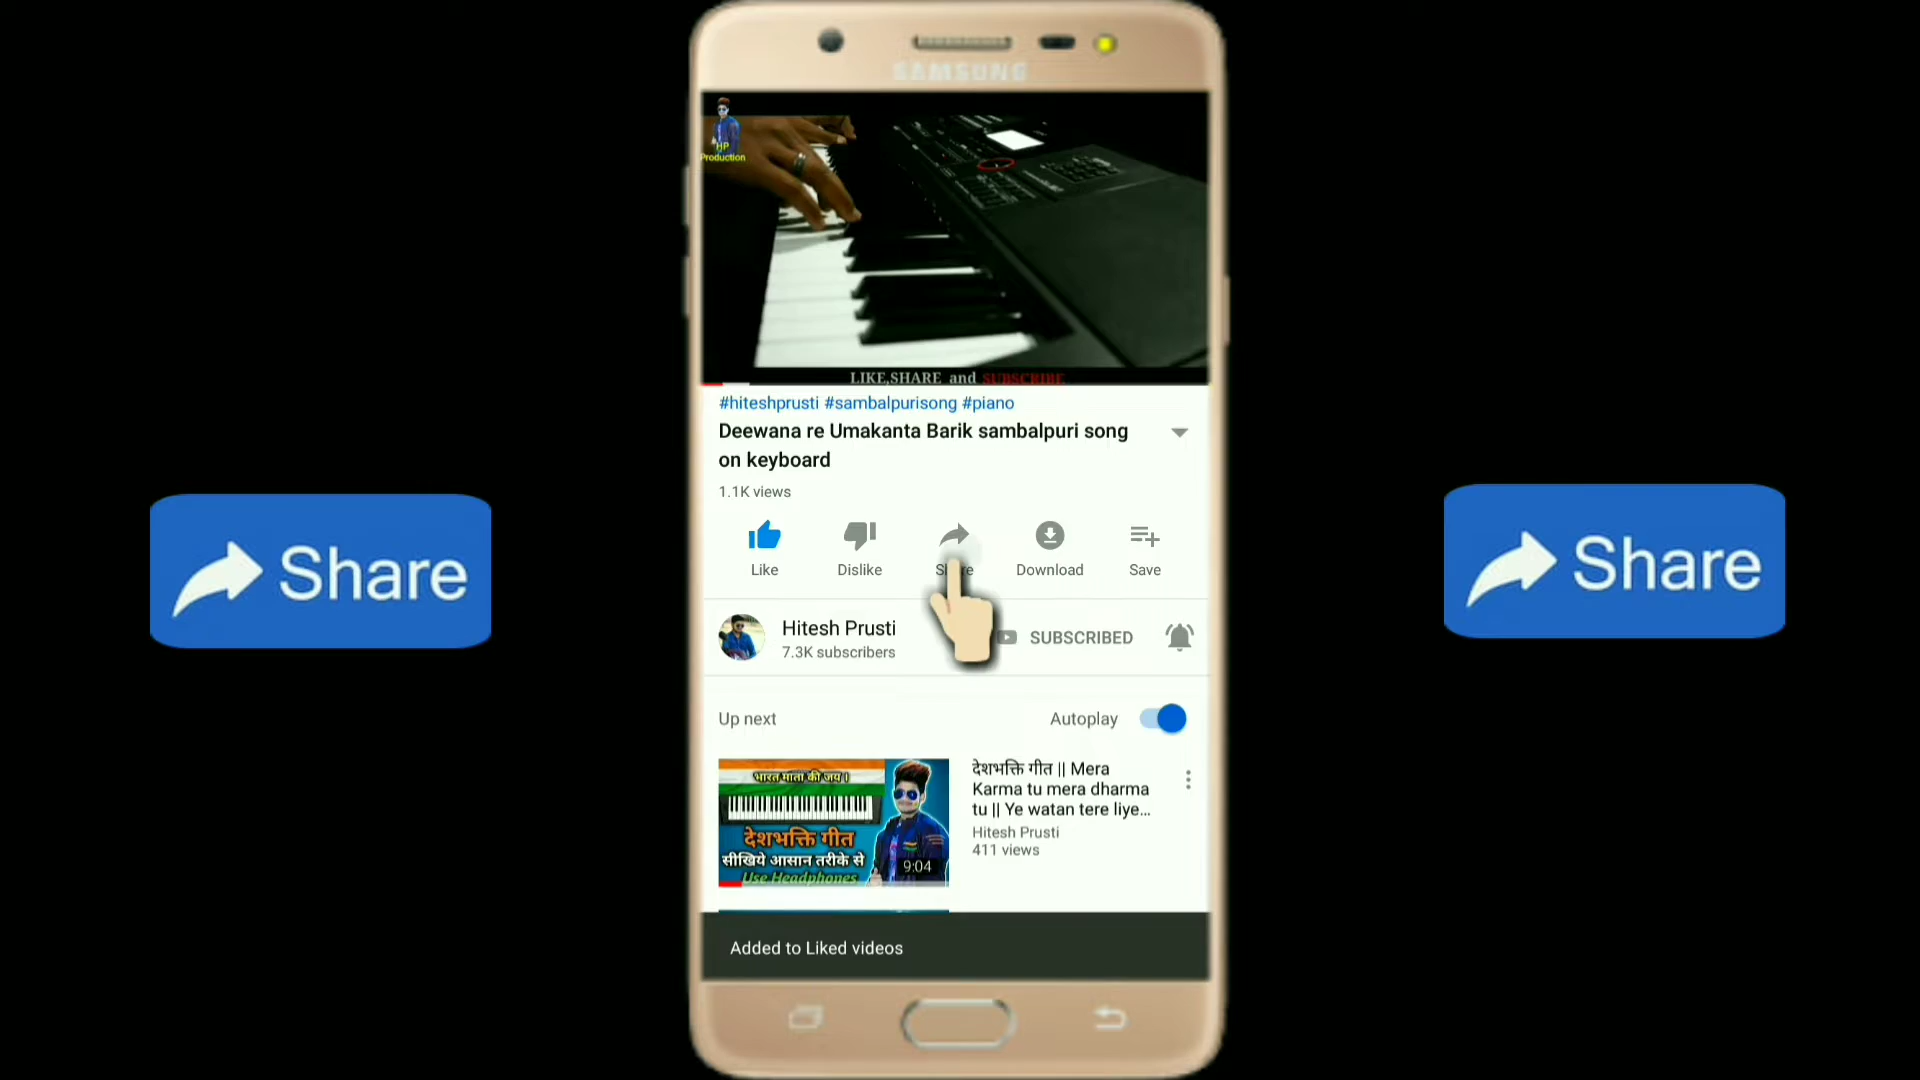 SAMSUNG
HP
Production
LIKE,SHARE and SUBSCRIBE
#hiteshprusti #sambalpurisong #piano
Deewana re Umakanta Barik sambalpuri song
on keyboard
1.1K views
Like
Dislike
Share
Download
Save
Share
Share
Hitesh Prusti
7.3K subscribers
SUBSCRIBED
Up next
Autoplay
भारत माता की जय।
देशभक्ति गीत
सीखिये आसान तरीके से
Use Headphones
9:04
देशभक्ति गीत || Mera
Karma tu mera dharma
tu || Ye watan tere liye...
Hitesh Prusti
411 views
Added to Liked videos